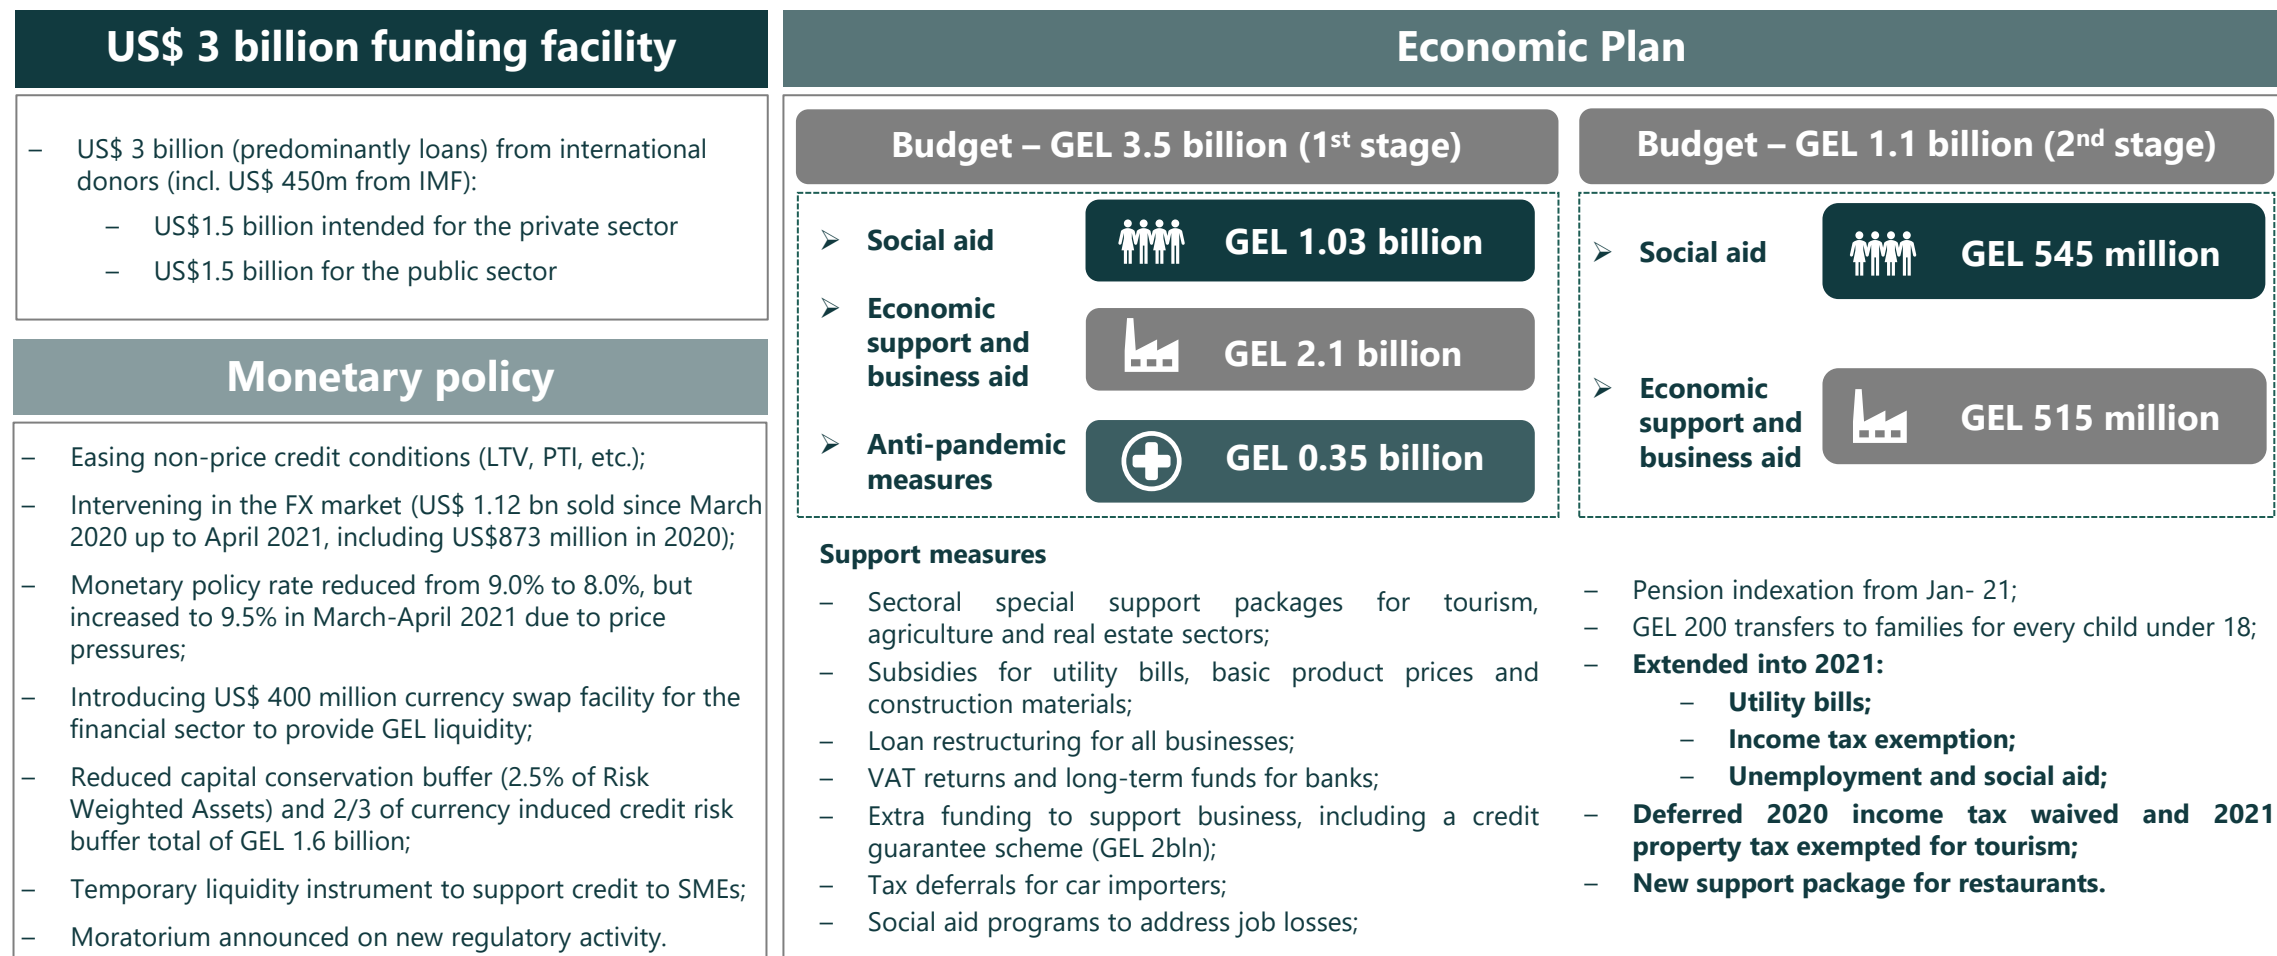 US$ 3 billion funding facility
– US$ 3 billion (predominantly loans) from international
donors (incl. US$ 450m from IMF):
– US$1.5 billion intended for the private sector
– US$1.5 billion for the public sector
Monetary policy
– Easing non-price credit conditions (LTV, PTI, etc.);
– Intervening in the FX market (US$ 1.12 bn sold since March
2020 up to April 2021, including US$873 million in 2020);
– Monetary policy rate reduced from 9.0% to 8.0%, but
increased to 9.5% in March-April 2021 due to price
pressures;
– Introducing US$ 400 million currency swap facility for the
financial sector to provide GEL liquidity;
– Reduced capital conservation buffer (2.5% of Risk
Weighted Assets) and 2/3 of currency induced credit risk
buffer total of GEL 1.6 billion;
– Temporary liquidity instrument to support credit to SMEs;
– Moratorium announced on new regulatory activity.
Economic Plan
Budget – GEL 3.5 billion (1st stage)
➢ Social aid
GEL 1.03 billion
➢ Economic
support and
business aid
GEL 2.1 billion
➢ Anti-pandemic
measures
GEL 0.35 billion
Budget – GEL 1.1 billion (2nd stage)
➢ Social aid
GEL 545 million
➢ Economic
support and
business aid
GEL 515 million
Support measures
– Sectoral special support packages for tourism,
agriculture and real estate sectors;
– Subsidies for utility bills, basic product prices and
construction materials;
– Loan restructuring for all businesses;
– VAT returns and long-term funds for banks;
– Extra funding to support business, including a credit
guarantee scheme (GEL 2bln);
– Tax deferrals for car importers;
– Social aid programs to address job losses;
– Pension indexation from Jan- 21;
– GEL 200 transfers to families for every child under 18;
– Extended into 2021:
– Utility bills;
– Income tax exemption;
– Unemployment and social aid;
– Deferred 2020 income tax waived and 2021
property tax exempted for tourism;
– New support package for restaurants.